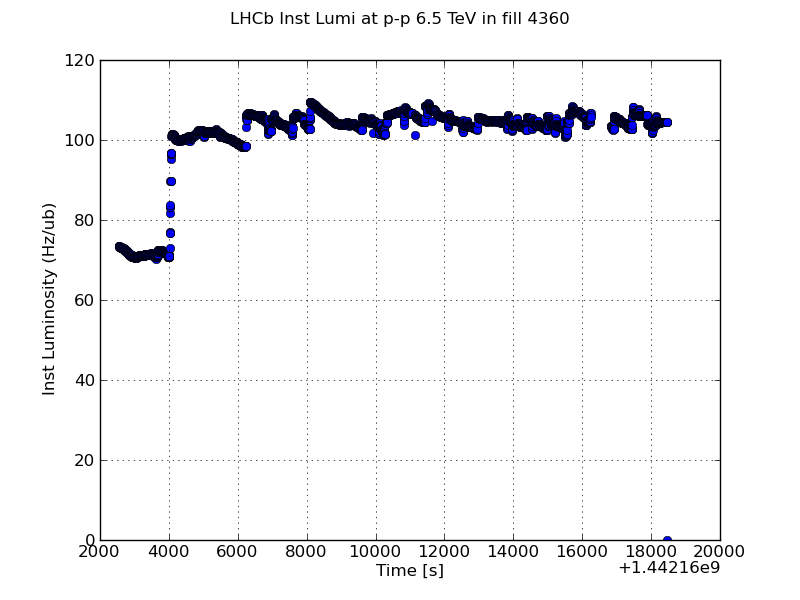 LHCb Inst Lumi at p-p 6.5 TeV in fill 4360
120
100
80
60
40
20
0
Inst Luminosity (Hz/ub)
2000 4000 6000 8000 10000 12000 14000 16000 18000 20000
Time [s]
+1.44216e9